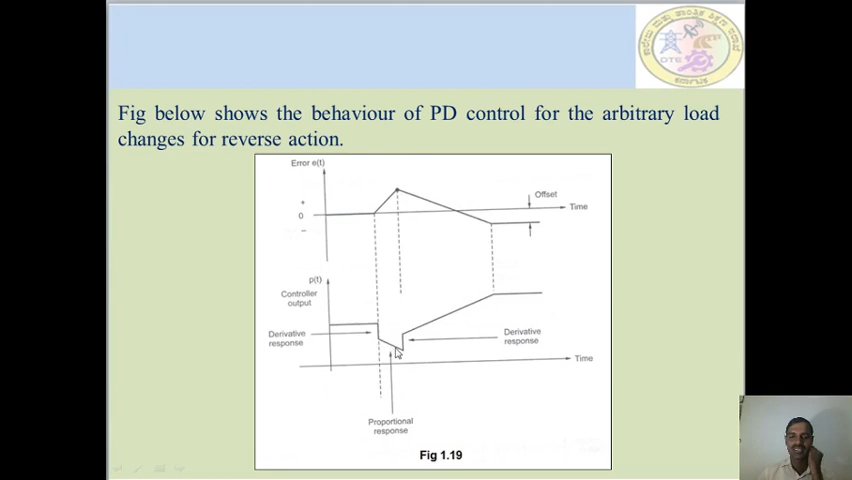 Fig below shows the behaviour of PD control for the arbitrary load
changes for reverse action.
Error e(t)
+
0
−
Offset
Time
p(t)
Controller
output
Derivative
response
Derivative
response
Time
Proportional
response
Fig 1.19
DTE